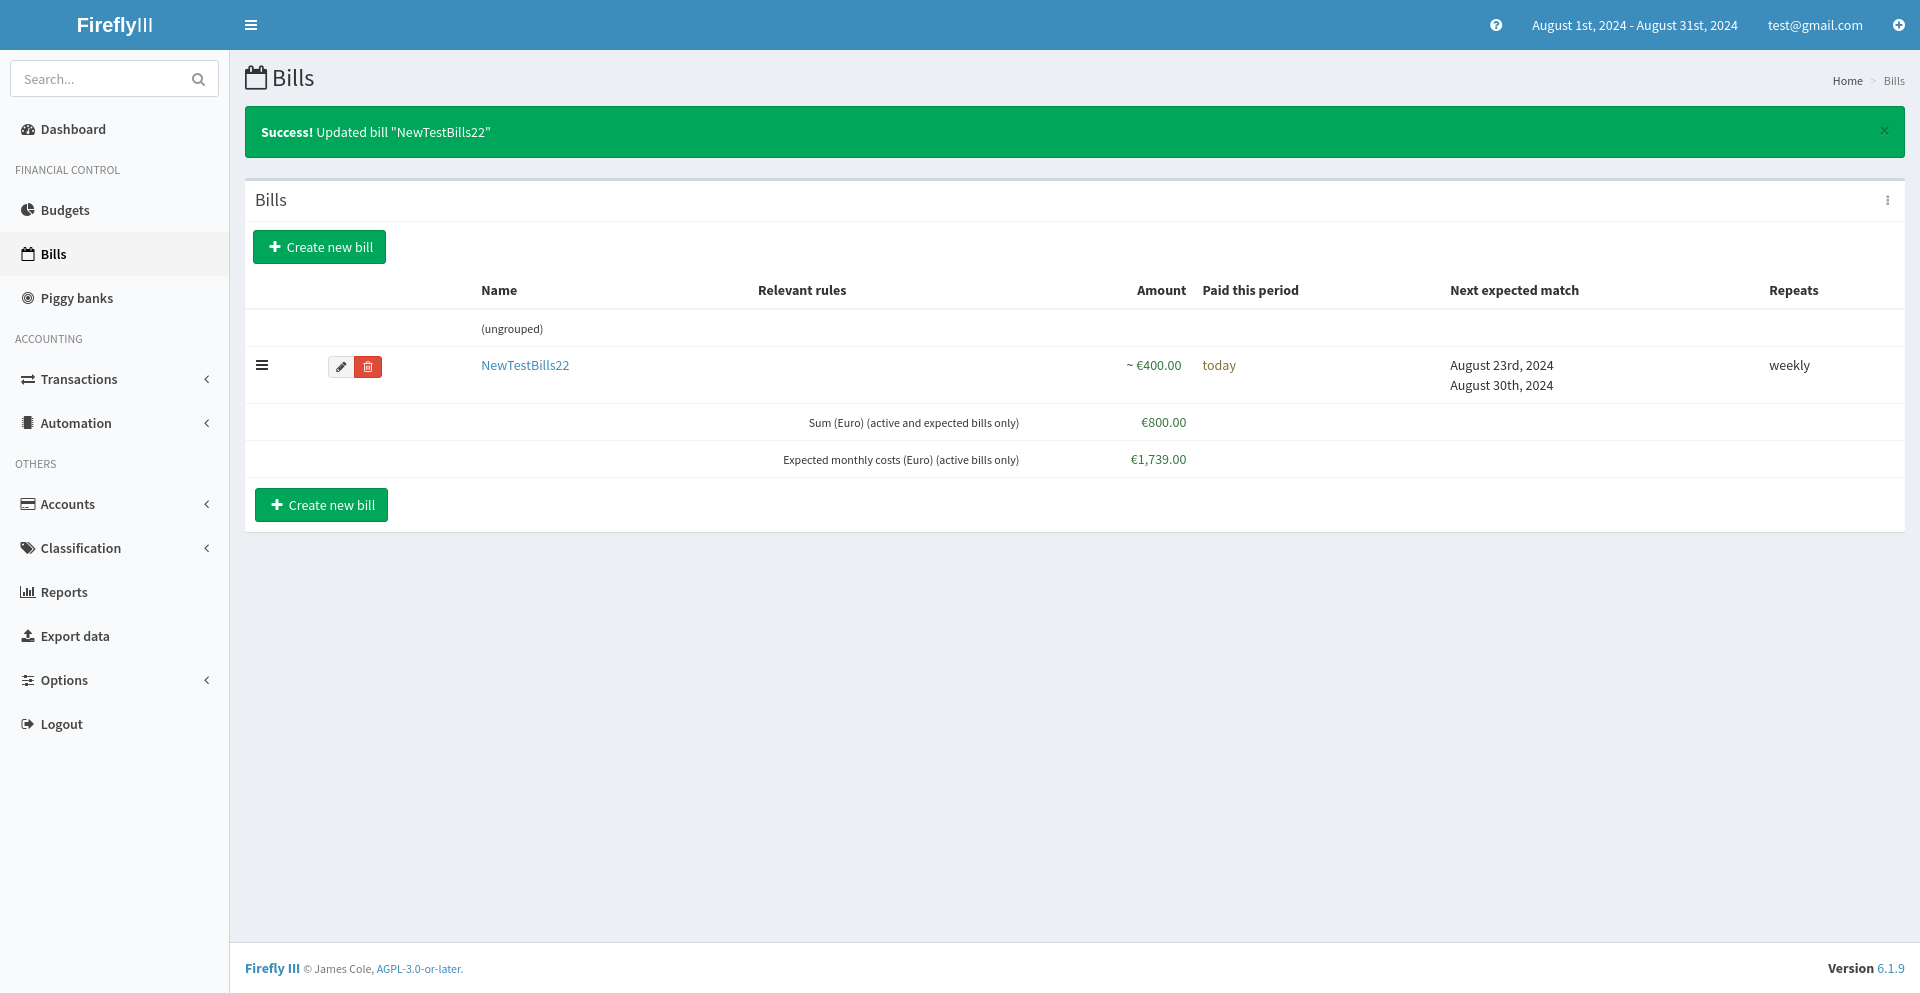 FireflyIII
August 1st, 2024 - August 31st, 2024
test@gmail.com
Search...
Dashboard
FINANCIAL CONTROL
Budgets
Bills
Piggy banks
ACCOUNTING
Transactions
Automation
OTHERS
Accounts
Classification
Reports
Export data
Options
Logout
Bills
Home > Bills
Success! Updated bill "NewTestBills22"
×
Bills
Create new bill
Name Relevant rules Amount Paid this period Next expected match Repeats
(ungrouped)
NewTestBills22 ~ €400.00 today August 23rd, 2024 weekly
August 30th, 2024
Sum (Euro) (active and expected bills only) €800.00
Expected monthly costs (Euro) (active bills only) €1,739.00
Create new bill
Firefly III © James Cole, AGPL-3.0-or-later.
Version 6.1.9